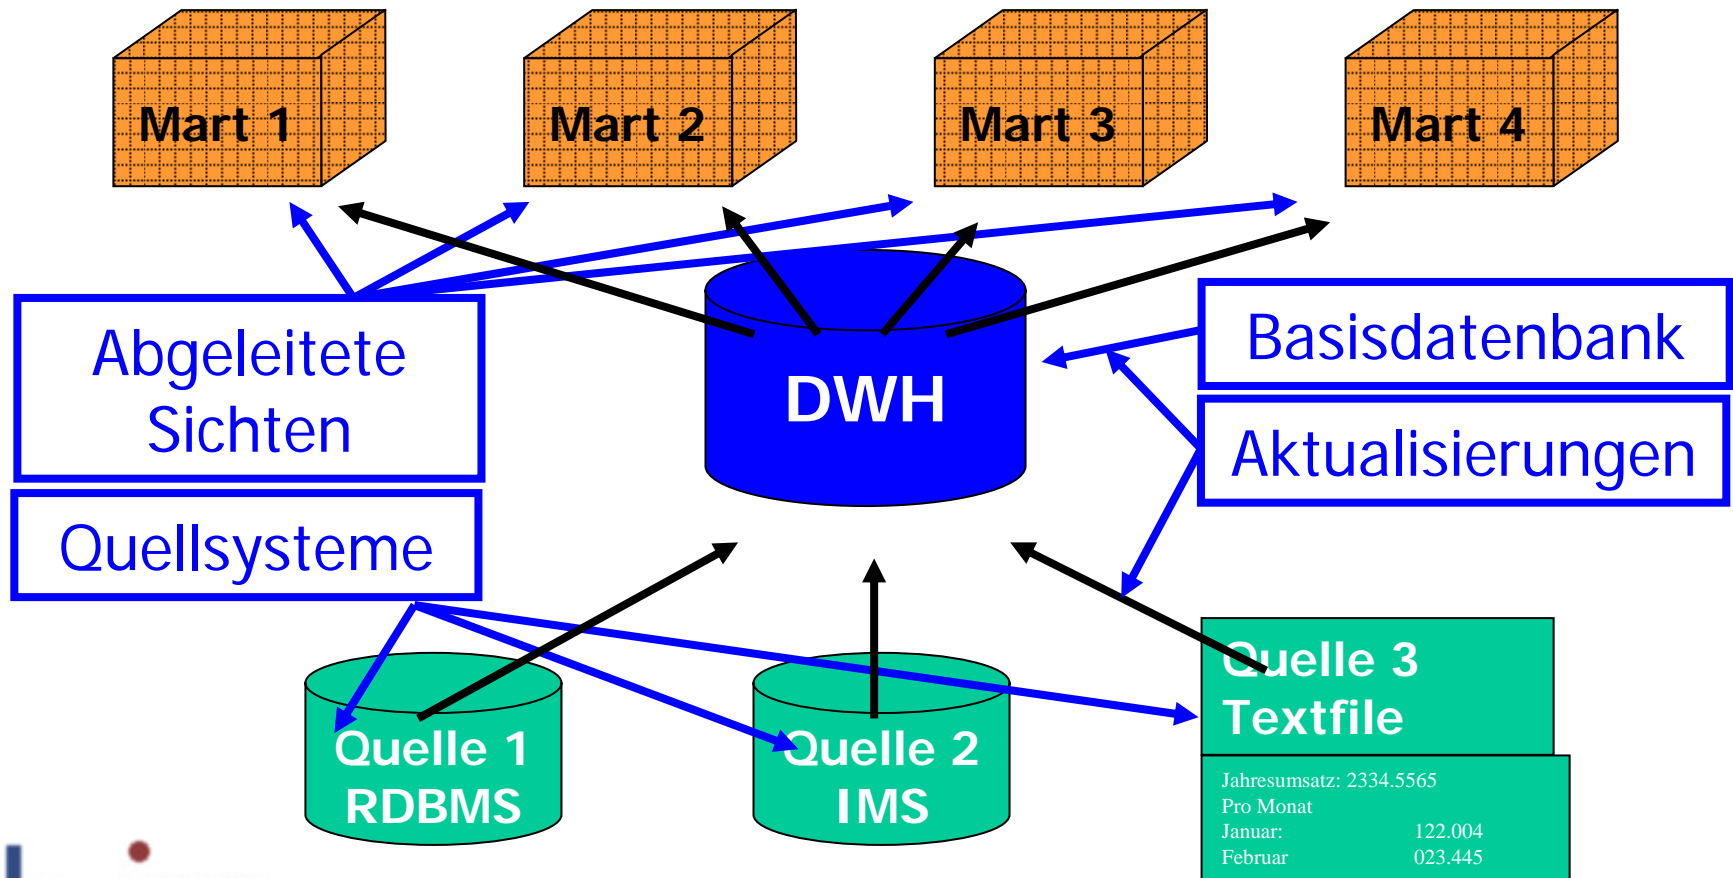 Mart 1
Mart 2
Mart 3
Mart 4
Abgeleitete
Sichten
Quellsysteme
DWH
Basisdatenbank
Aktualisierungen
Quelle 1
RDBMS
Quelle 2
IMS
Quelle 3
Textfile
Jahresumsatz: 2334.5565
Pro Monat
Januar: 122.004
Februar 023.445